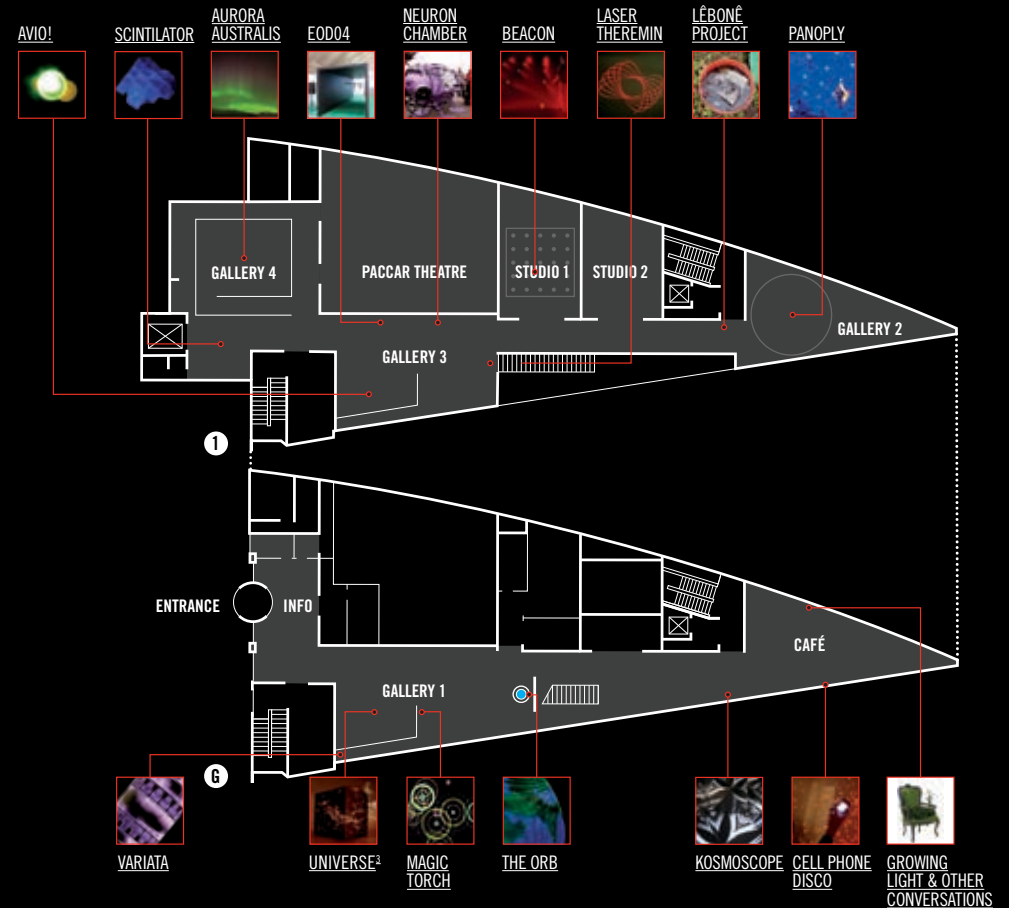 AVIO!
SCINTILATOR
AURORA
AUSTRALIS
EOD04
NEURON
CHAMBER
BEACON
LASER
THEREMIN
LÊBONÊ
PROJECT
PANOPLY
GALLERY 4
PACCAR THEATRE
STUDIO 1
STUDIO 2
GALLERY 2
GALLERY 3
1
ENTRANCE
INFO
CAFÉ
GALLERY 1
G
VARIATA
UNIVERSE³
MAGIC
TORCH
THE ORB
KOSMOSCOPE
CELL PHONE
DISCO
GROWING
LIGHT & OTHER
CONVERSATIONS